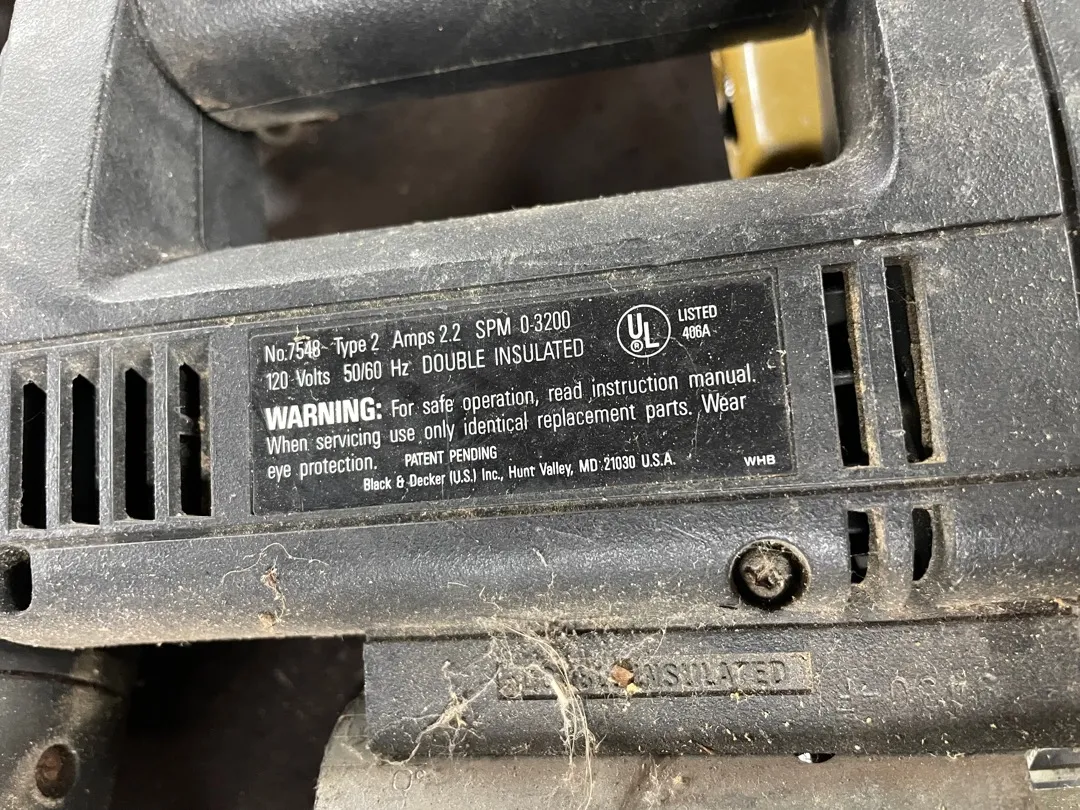 No.7548 Type 2 Amps 2.2 SPM 0-3200
120 Volts 50/60 Hz DOUBLE INSULATED
UL
®
LISTED
406A
WARNING: For safe operation, read instruction manual.
When servicing use only identical replacement parts. Wear
eye protection. PATENT PENDING
Black & Decker (U.S.) Inc., Hunt Valley, MD 21030 U.S.A.
WHB
INSULATED
0°